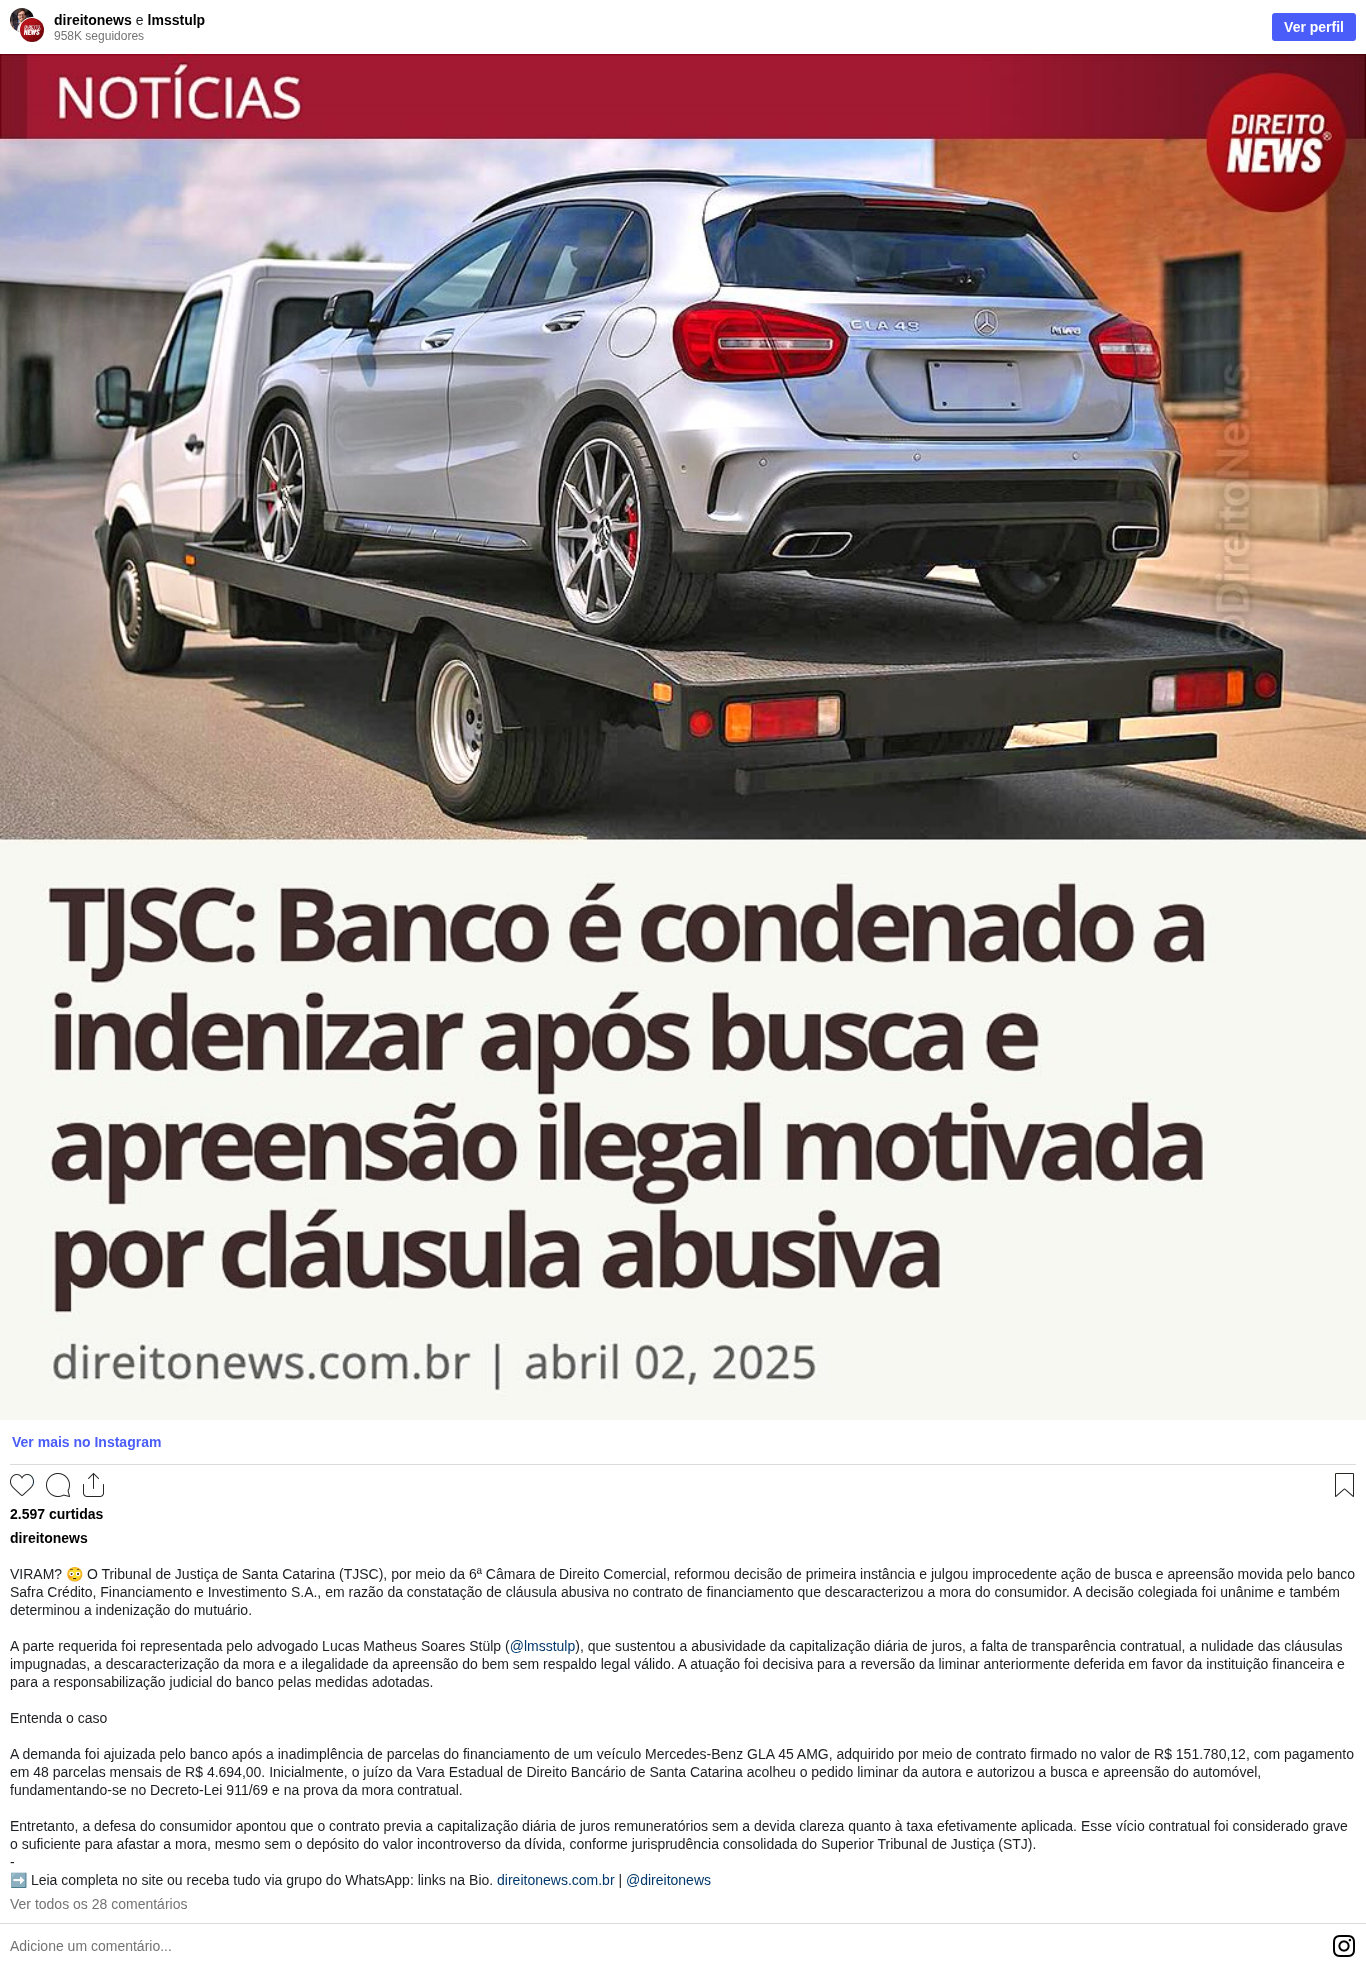 direitonews e lmsstulp
958K seguidores
Ver perfil
NOTÍCIAS
DIREITO
NEWS®
GLA 45
AMG
@DireitoNews
TJSC: Banco é condenado a
indenizar após busca e
apreensão ilegal motivada
por cláusula abusiva
direitonews.com.br | abril 02, 2025
Ver mais no Instagram
2.597 curtidas
direitonews
VIRAM? 😳 O Tribunal de Justiça de Santa Catarina (TJSC), por meio da 6ª Câmara de Direito Comercial, reformou decisão de primeira instância e julgou improcedente ação de busca e apreensão movida pelo banco
Safra Crédito, Financiamento e Investimento S.A., em razão da constatação de cláusula abusiva no contrato de financiamento que descaracterizou a mora do consumidor. A decisão colegiada foi unânime e também
determinou a indenização do mutuário.
A parte requerida foi representada pelo advogado Lucas Matheus Soares Stülp (@lmsstulp), que sustentou a abusividade da capitalização diária de juros, a falta de transparência contratual, a nulidade das cláusulas
impugnadas, a descaracterização da mora e a ilegalidade da apreensão do bem sem respaldo legal válido. A atuação foi decisiva para a reversão da liminar anteriormente deferida em favor da instituição financeira e
para a responsabilização judicial do banco pelas medidas adotadas.
Entenda o caso
A demanda foi ajuizada pelo banco após a inadimplência de parcelas do financiamento de um veículo Mercedes-Benz GLA 45 AMG, adquirido por meio de contrato firmado no valor de R$ 151.780,12, com pagamento
em 48 parcelas mensais de R$ 4.694,00. Inicialmente, o juízo da Vara Estadual de Direito Bancário de Santa Catarina acolheu o pedido liminar da autora e autorizou a busca e apreensão do automóvel,
fundamentando-se no Decreto-Lei 911/69 e na prova da mora contratual.
Entretanto, a defesa do consumidor apontou que o contrato previa a capitalização diária de juros remuneratórios sem a devida clareza quanto à taxa efetivamente aplicada. Esse vício contratual foi considerado grave
o suficiente para afastar a mora, mesmo sem o depósito do valor incontroverso da dívida, conforme jurisprudência consolidada do Superior Tribunal de Justiça (STJ).
-
➡️ Leia completa no site ou receba tudo via grupo do WhatsApp: links na Bio. direitonews.com.br | @direitonews
Ver todos os 28 comentários
Adicione um comentário...